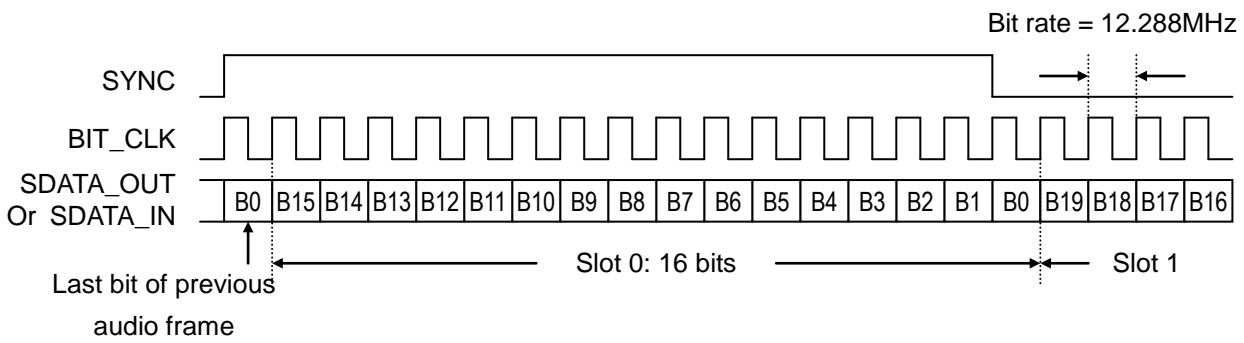 Bit rate = 12.288MHz
SYNC
BIT_CLK
SDATA_OUT
Or SDATA_IN
B0 B15 B14 B13 B12 B11 B10 B9 B8 B7 B6 B5 B4 B3 B2 B1 B0 B19 B18 B17 B16
Slot 0: 16 bits
Slot 1
Last bit of previous
audio frame